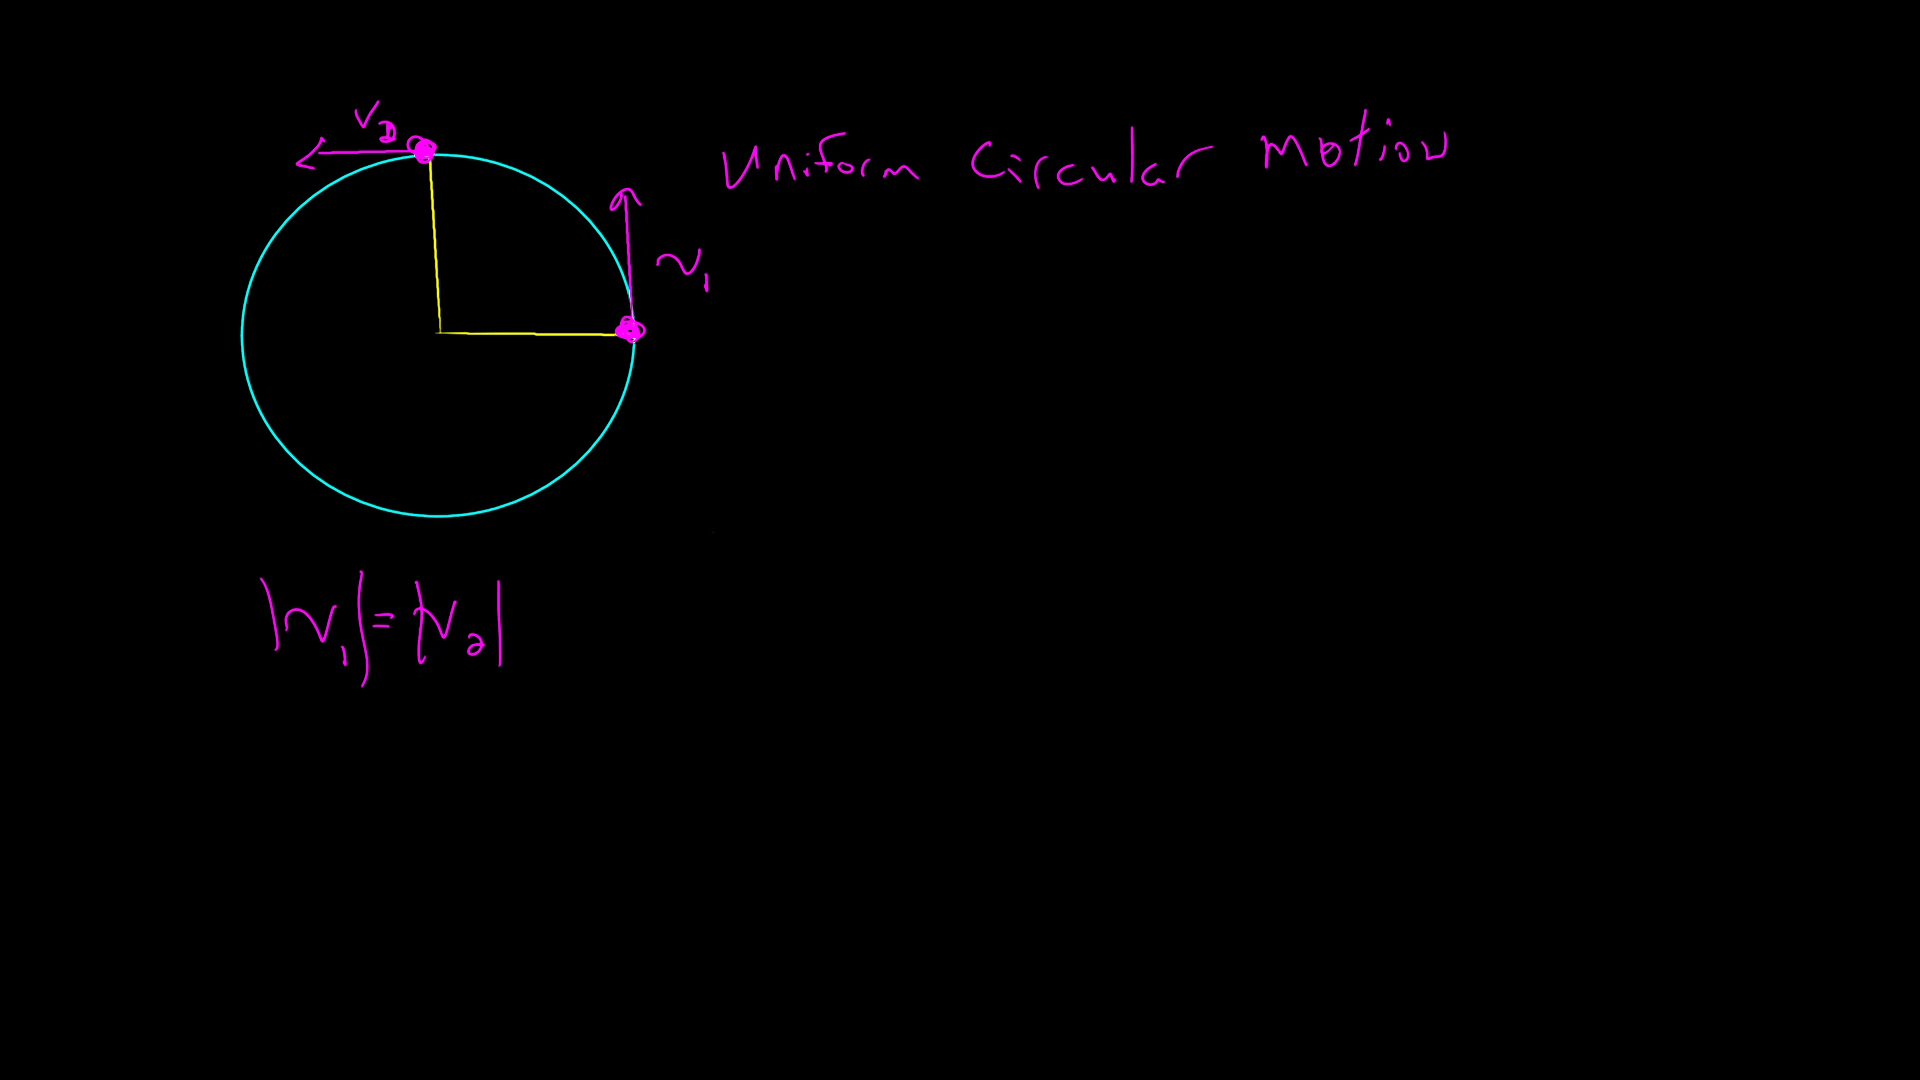 v₂
Uniform Circular Motion
v₁
|v₁|=|v₂|